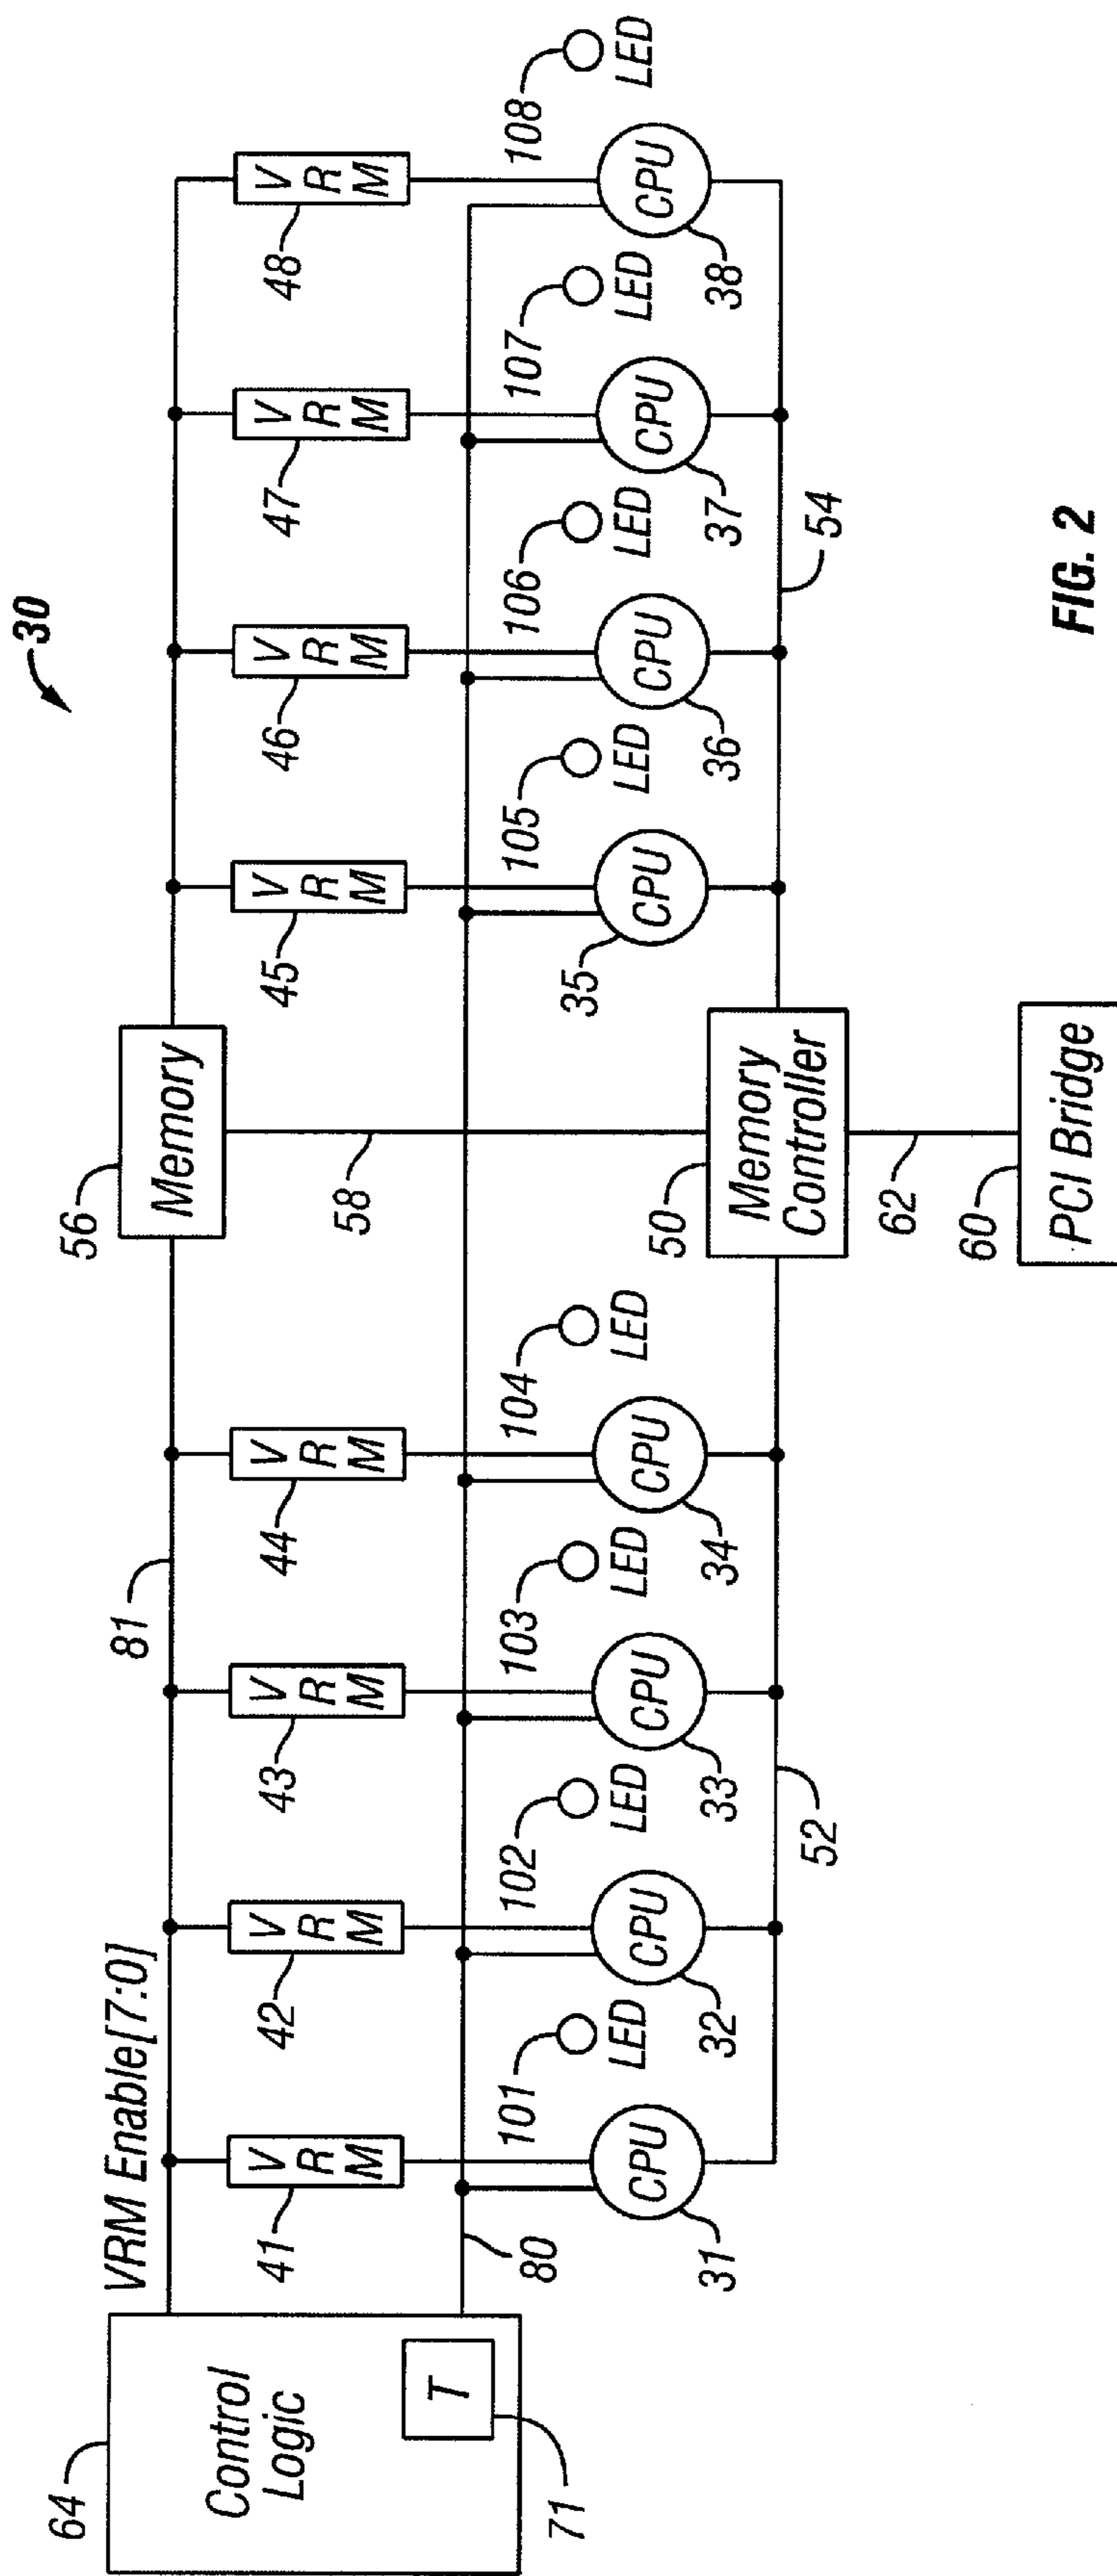 30
VRM Enable[7:0]
81
64
Control
Logic
T
71
56
Memory
58
V
R
M
41
V
R
M
42
V
R
M
43
V
R
M
44
V
R
M
45
V
R
M
46
V
R
M
47
V
R
M
48
80
101
LED
102
LED
103
LED
104
LED
105
LED
106
LED
107
LED
108
LED
CPU
31
CPU
32
CPU
33
CPU
34
CPU
35
CPU
36
CPU
37
CPU
38
52
50
Memory
Controller
54
62
60
PCI Bridge
FIG. 2